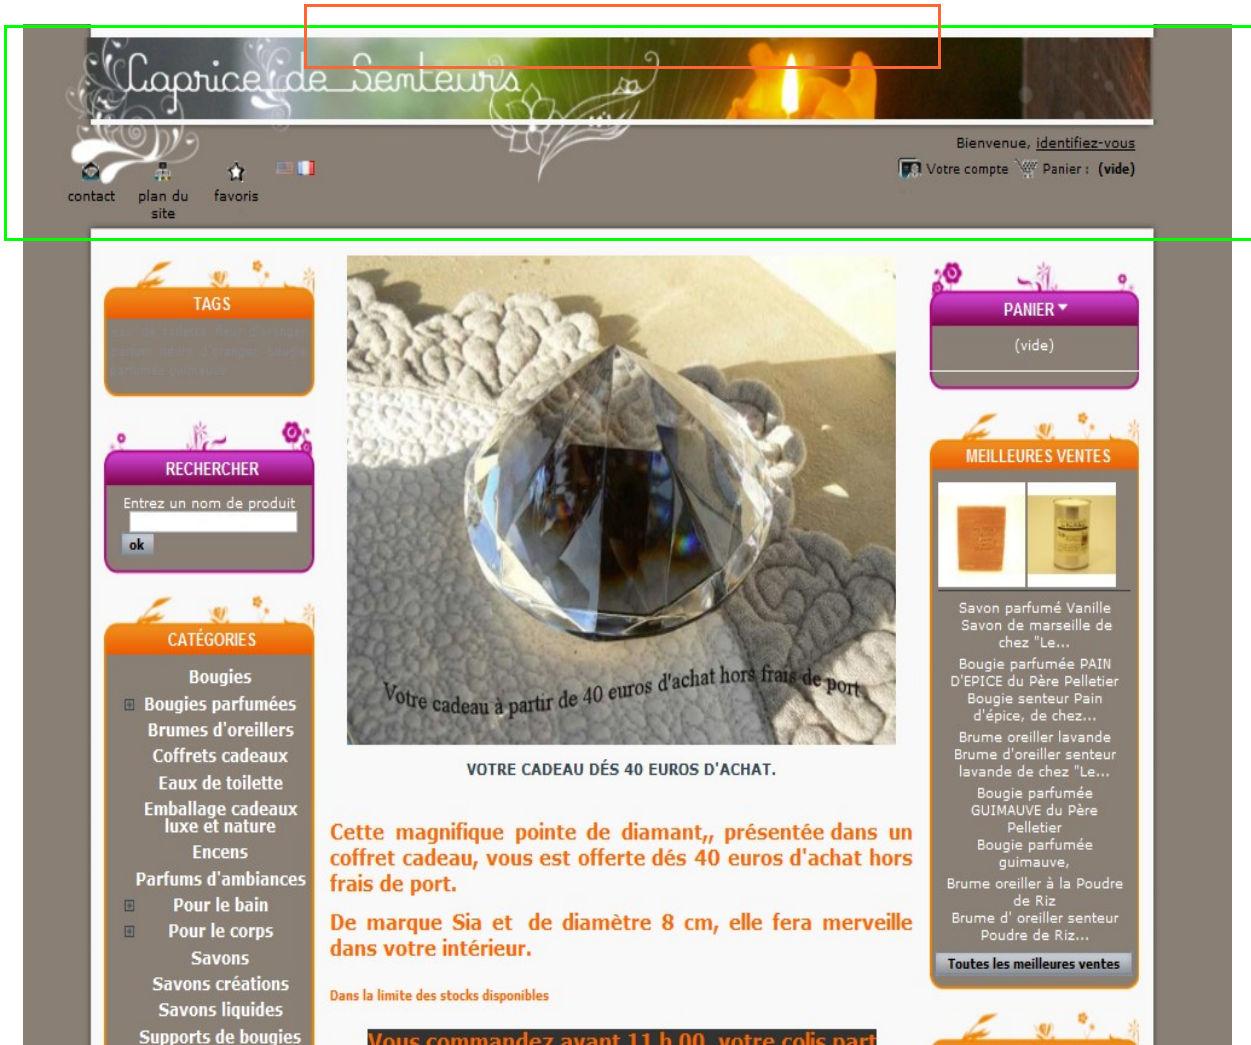 Caprice de Senteurs
Bienvenue, identifiez-vous
Votre compte Panier : (vide)
contact
plan du site
favoris
TAGS
RECHERCHER
Entrez un nom de produit
ok
CATÉGORIES
Bougies
Bougies parfumées
Brumes d'oreillers
Coffrets cadeaux
Eaux de toilette
Emballage cadeaux
luxe et nature
Encens
Parfums d'ambiances
Pour le bain
Pour le corps
Savons
Savons créations
Savons liquides
Supports de bougies
Votre cadeau à partir de 40 euros d'achat hors frais de port
VOTRE CADEAU DÉS 40 EUROS D'ACHAT.
Cette magnifique pointe de diamant,, présentée dans un
coffret cadeau, vous est offerte dés 40 euros d'achat hors
frais de port.
De marque Sia et de diamètre 8 cm, elle fera merveille
dans votre intérieur.
Dans la limite des stocks disponibles
Vous commandez avant 11 h 00, votre colis part
PANIER
(vide)
MEILLEURES VENTES
Savon parfumé Vanille
Savon de marseille de
chez "Le...
Bougie parfumée PAIN
D'EPICE du Père Pelletier
Bougie senteur Pain
d'épice, de chez...
Brume oreiller lavande
Brume d'oreiller senteur
lavande de chez "Le...
Bougie parfumée
GUIMAUVE du Père
Pelletier
Bougie parfumée
guimauve,
Brume oreiller à la Poudre
de Riz
Brume d' oreiller senteur
Poudre de Riz...
Toutes les meilleures ventes